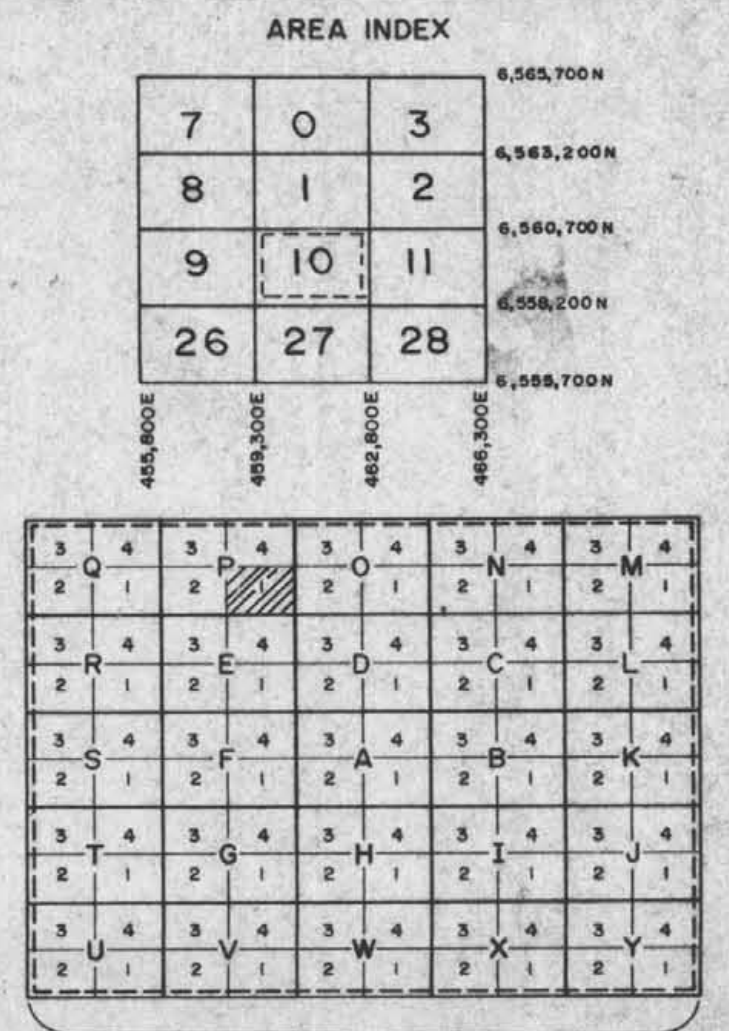 AREA INDEX
6,565,700N
7 0 3
6,563,200N
8 1 2
6,560,700N
9 10 11
6,558,200N
26 27 28
6,555,700N
455,800E 459,300E 462,800E 466,300E
3 4 3 4 3 4 3 4 3 4
Q P O N M
2 1 2 1 2 1 2 1 2 1
3 4 3 4 3 4 3 4 3 4
R E D C L
2 1 2 1 2 1 2 1 2 1
3 4 3 4 3 4 3 4 3 4
S F A B K
2 1 2 1 2 1 2 1 2 1
3 4 3 4 3 4 3 4 3 4
T G H I J
2 1 2 1 2 1 2 1 2 1
3 4 3 4 3 4 3 4 3 4
U V W X Y
2 1 2 1 2 1 2 1 2 1